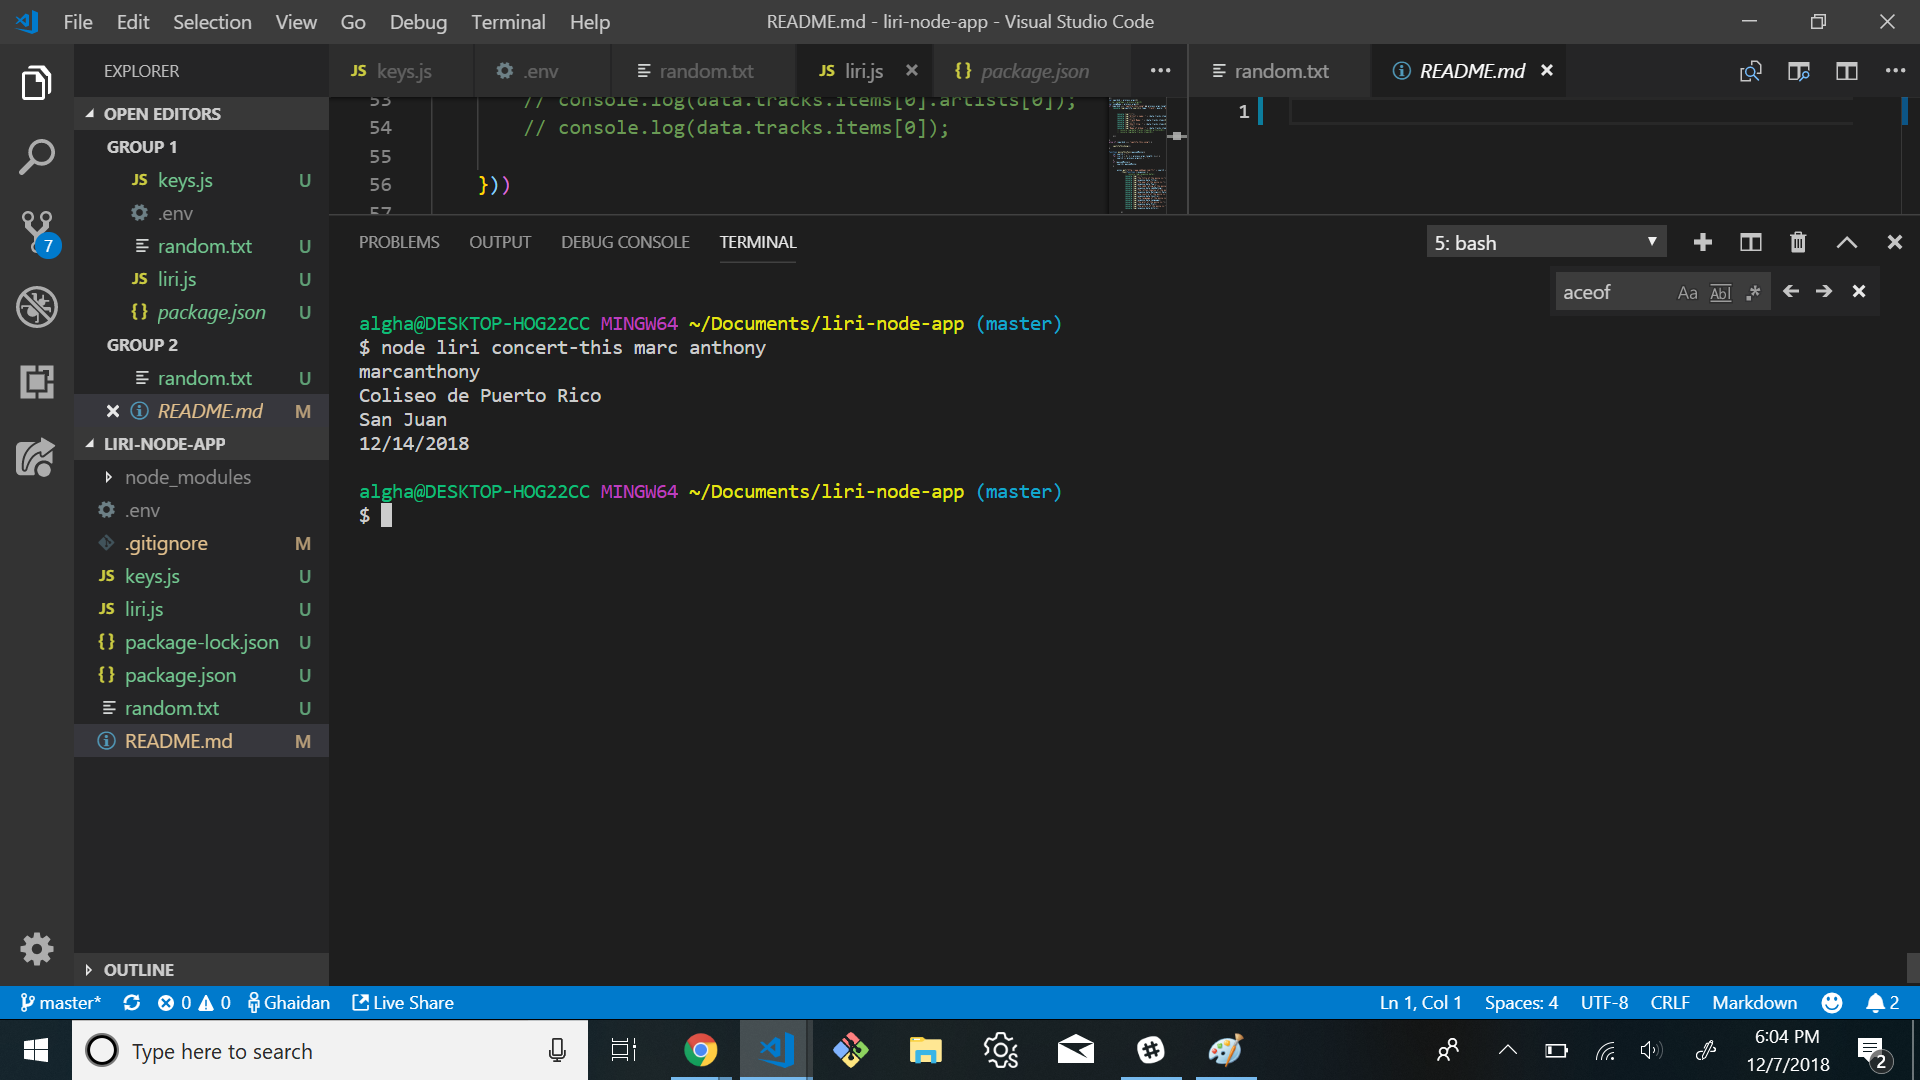 File Edit Selection View Go Debug Terminal Help
README.md - liri-node-app - Visual Studio Code
EXPLORER
OPEN EDITORS
GROUP 1
JS keys.js U
.env
random.txt U
JS liri.js U
{} package.json U
GROUP 2
random.txt U
README.md M
LIRI-NODE-APP
node_modules
.env
.gitignore M
JS keys.js U
JS liri.js U
{} package-lock.json U
{} package.json U
random.txt U
README.md M
OUTLINE
7
JS keys.js .env random.txt JS liri.js {} package.json
53 // console.log(data.tracks.items[0].artists[0]);
54 // console.log(data.tracks.items[0]);
55
56 }))
57
random.txt README.md
1
PROBLEMS OUTPUT DEBUG CONSOLE TERMINAL
5: bash
aceof Aa Abl .*
algha@DESKTOP-HOG22CC MINGW64 ~/Documents/liri-node-app (master)
$ node liri concert-this marc anthony
marcanthony
Coliseo de Puerto Rico
San Juan
12/14/2018
algha@DESKTOP-HOG22CC MINGW64 ~/Documents/liri-node-app (master)
$
master* 0 0 Ghaidan Live Share
Ln 1, Col 1 Spaces: 4 UTF-8 CRLF Markdown 2
Type here to search
6:04 PM
12/7/2018
2